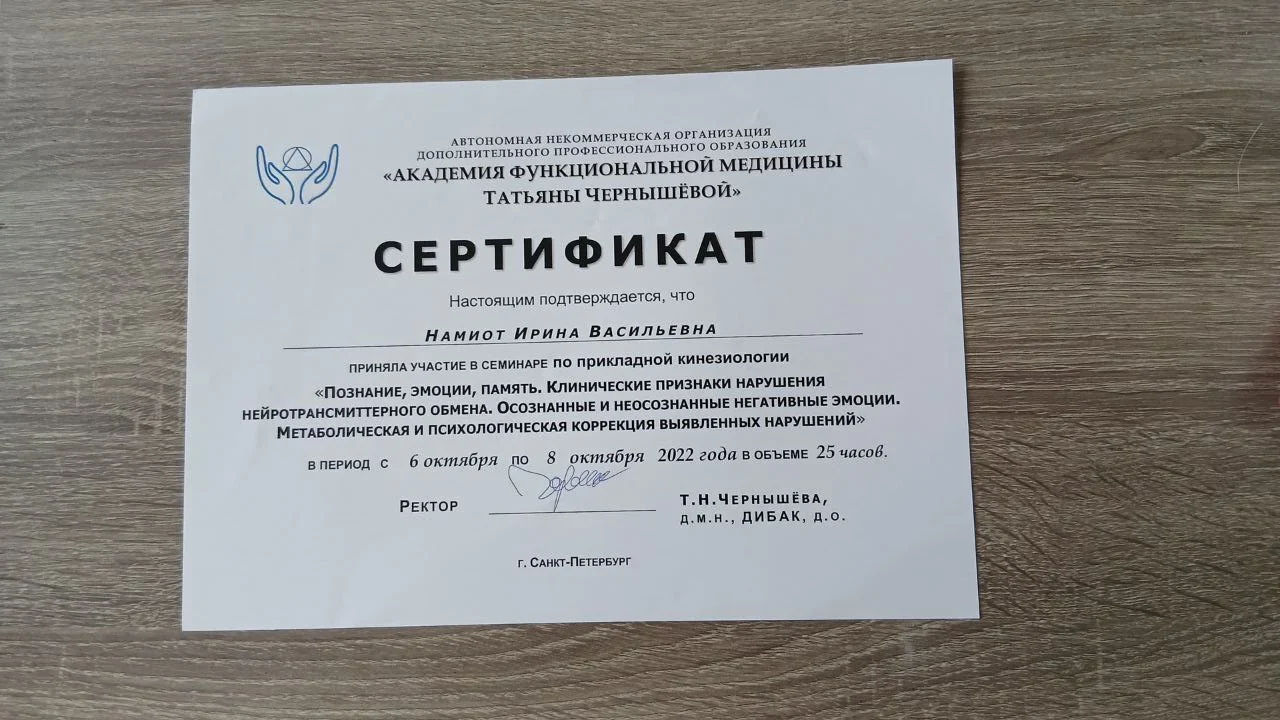 АВТОНОМНАЯ НЕКОММЕРЧЕСКАЯ ОРГАНИЗАЦИЯ
ДОПОЛНИТЕЛЬНОГО ПРОФЕССИОНАЛЬНОГО ОБРАЗОВАНИЯ
«АКАДЕМИЯ ФУНКЦИОНАЛЬНОЙ МЕДИЦИНЫ
ТАТЬЯНЫ ЧЕРНЫШЁВОЙ»
СЕРТИФИКАТ
Настоящим подтверждается, что
НАМИОТ ИРИНА ВАСИЛЬЕВНА
ПРИНЯЛА УЧАСТИЕ В СЕМИНАРЕ по прикладной кинезиологии
«ПОЗНАНИЕ, ЭМОЦИИ, ПАМЯТЬ. КЛИНИЧЕСКИЕ ПРИЗНАКИ НАРУШЕНИЯ
НЕЙРОТРАНСМИТТЕРНОГО ОБМЕНА. ОСОЗНАННЫЕ И НЕОСОЗНАННЫЕ НЕГАТИВНЫЕ ЭМОЦИИ.
МЕТАБОЛИЧЕСКАЯ И ПСИХОЛОГИЧЕСКАЯ КОРРЕКЦИЯ ВЫЯВЛЕННЫХ НАРУШЕНИЙ»
В ПЕРИОД С 6 октября ПО 8 октября 2022 года В ОБЪЕМЕ 25 часов.
РЕКТОР Т.Н.ЧЕРНЫШЁВА,
Д.М.Н., ДИБАК, Д.О.
Г. САНКТ-ПЕТЕРБУРГ